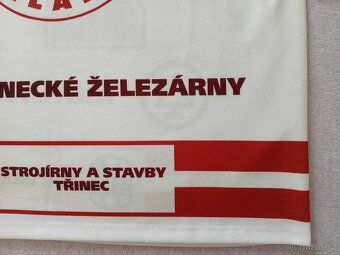 NECKÉ ŽELEZÁRNY
STROJÍRNY A STAVBY
TŘINEC